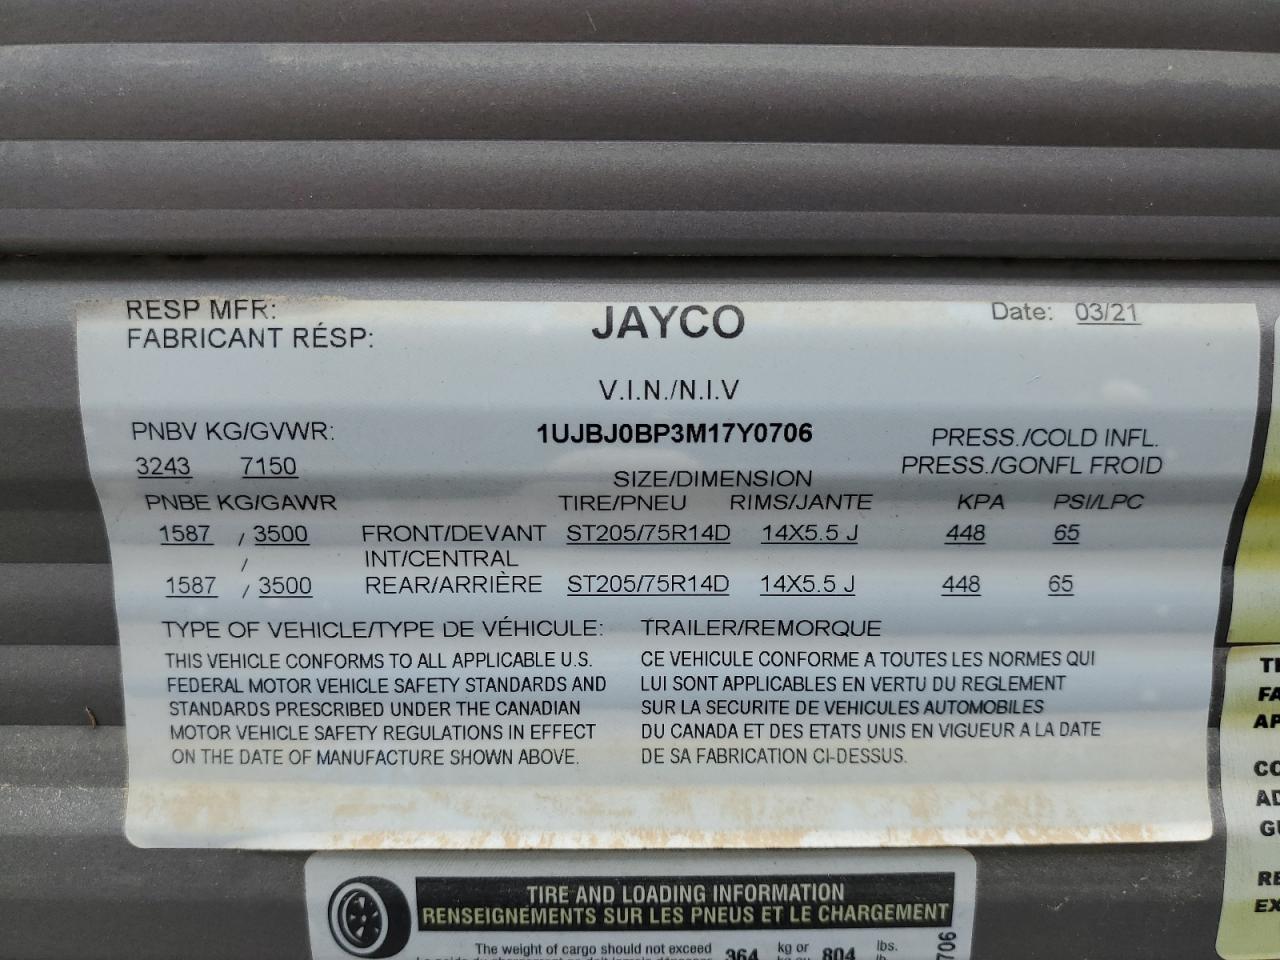 RESP MFR: JAYCO Date: 03/21
FABRICANT RÉSP:
V.I.N./N.I.V
PNBV KG/GVWR: 1UJBJ0BP3M17Y0706 PRESS./COLD INFL.
3243 7150 SIZE/DIMENSION PRESS./GONFL FROID
PNBE KG/GAWR TIRE/PNEU RIMS/JANTE KPA PSI/LPC
1587 / 3500 FRONT/DEVANT ST205/75R14D 14X5.5 J 448 65
/ INT/CENTRAL
1587 / 3500 REAR/ARRIÈRE ST205/75R14D 14X5.5 J 448 65
TYPE OF VEHICLE/TYPE DE VÉHICULE: TRAILER/REMORQUE
THIS VEHICLE CONFORMS TO ALL APPLICABLE U.S.
FEDERAL MOTOR VEHICLE SAFETY STANDARDS AND
STANDARDS PRESCRIBED UNDER THE CANADIAN
MOTOR VEHICLE SAFETY REGULATIONS IN EFFECT
ON THE DATE OF MANUFACTURE SHOWN ABOVE.
CE VEHICULE CONFORME A TOUTES LES NORMES QUI
LUI SONT APPLICABLES EN VERTU DU REGLEMENT
SUR LA SECURITE DE VEHICULES AUTOMOBILES
DU CANADA ET DES ETATS UNIS EN VIGUEUR A LA DATE
DE SA FABRICATION CI-DESSUS.
TIRE AND LOADING INFORMATION
RENSEIGNEMENTS SUR LES PNEUS ET LE CHARGEMENT
The weight of cargo should not exceed 364 kg or 804 lbs.
706
AP
CO
AD
RE
EX